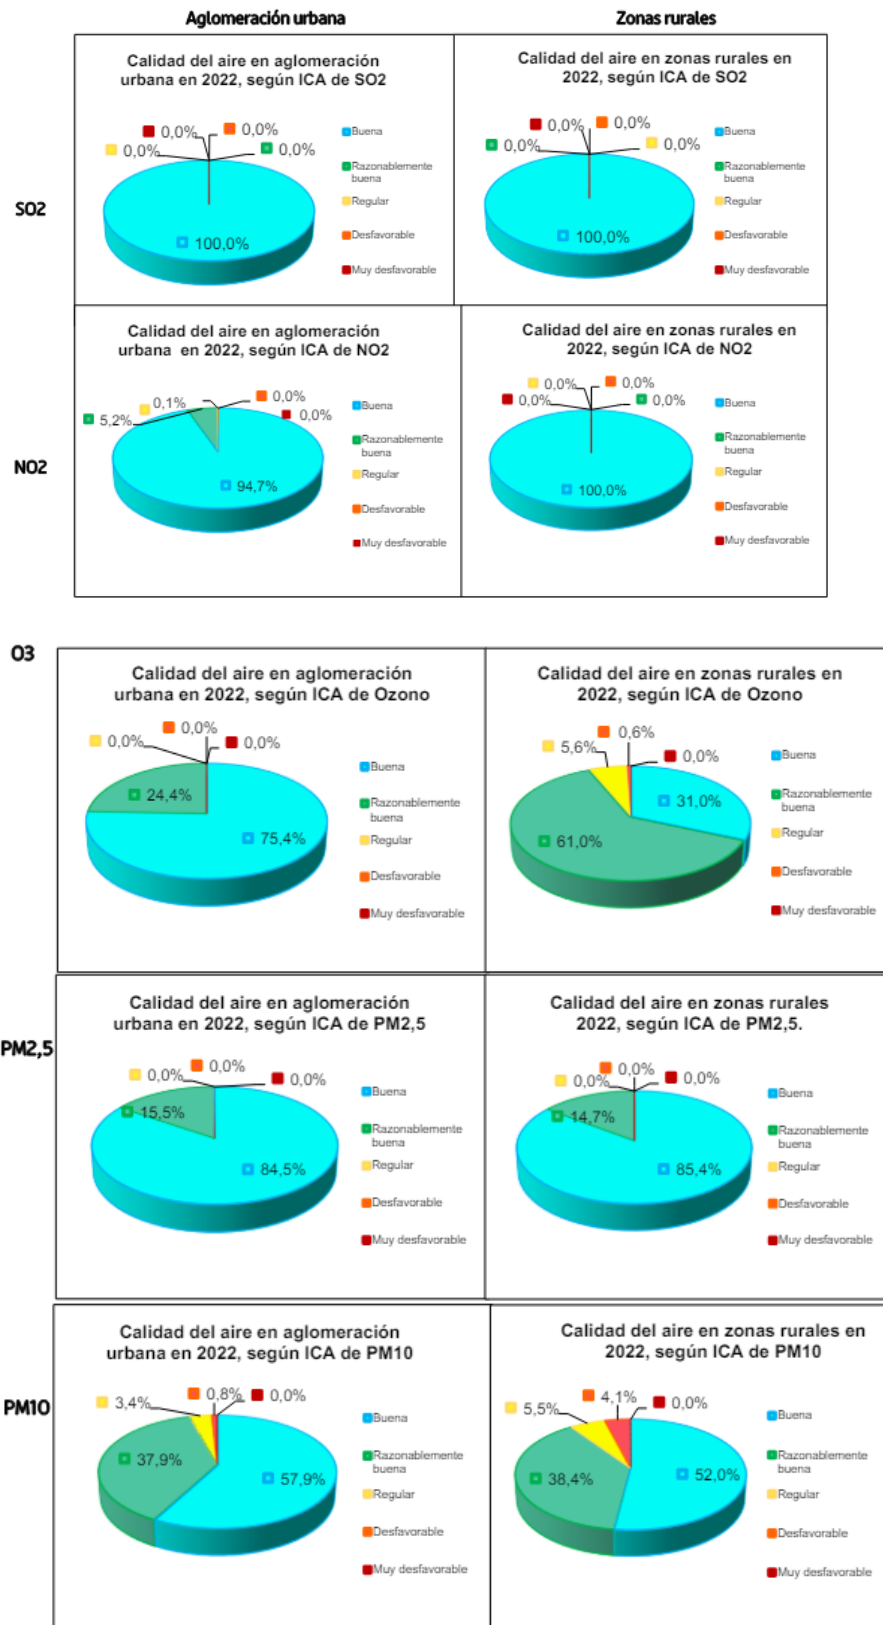 Aglomeración urbana
Zonas rurales
SO2
Calidad del aire en aglomeración
urbana en 2022, según ICA de SO2
0,0%
0,0%
0,0%
0,0%
100,0%
Buena
Razonablemente
buena
Regular
Desfavorable
Muy desfavorable
Calidad del aire en zonas rurales en
2022, según ICA de SO2
0,0%
0,0%
0,0%
0,0%
100,0%
Buena
Razonablemente
buena
Regular
Desfavorable
Muy desfavorable
NO2
Calidad del aire en aglomeración
urbana en 2022, según ICA de NO2
0,1%
0,0%
5,2%
0,0%
94,7%
Buena
Razonablemente
buena
Regular
Desfavorable
Muy desfavorable
Calidad del aire en zonas rurales en
2022, según ICA de NO2
0,0%
0,0%
0,0%
0,0%
100,0%
Buena
Razonablemente
buena
Regular
Desfavorable
Muy desfavorable
O3
Calidad del aire en aglomeración
urbana en 2022, según ICA de Ozono
0,0%
0,0%
0,0%
24,4%
75,4%
Buena
Razonablemente
buena
Regular
Desfavorable
Muy desfavorable
Calidad del aire en zonas rurales en
2022, según ICA de Ozono
0,6%
5,6%
0,0%
31,0%
61,0%
Buena
Razonablemente
buena
Regular
Desfavorable
Muy desfavorable
PM2,5
Calidad del aire en aglomeración
urbana en 2022, según ICA de PM2,5
0,0%
0,0%
0,0%
15,5%
84,5%
Buena
Razonablemente
buena
Regular
Desfavorable
Muy desfavorable
Calidad del aire en zonas rurales
2022, según ICA de PM2,5.
0,0%
0,0%
0,0%
14,7%
85,4%
Buena
Razonablemente
buena
Regular
Desfavorable
Muy desfavorable
PM10
Calidad del aire en aglomeración
urbana en 2022, según ICA de PM10
3,4%
0,8%
0,0%
37,9%
57,9%
Buena
Razonablemente
buena
Regular
Desfavorable
Muy desfavorable
Calidad del aire en zonas rurales en
2022, según ICA de PM10
5,5%
4,1%
0,0%
38,4%
52,0%
Buena
Razonablemente
buena
Regular
Desfavorable
Muy desfavorable